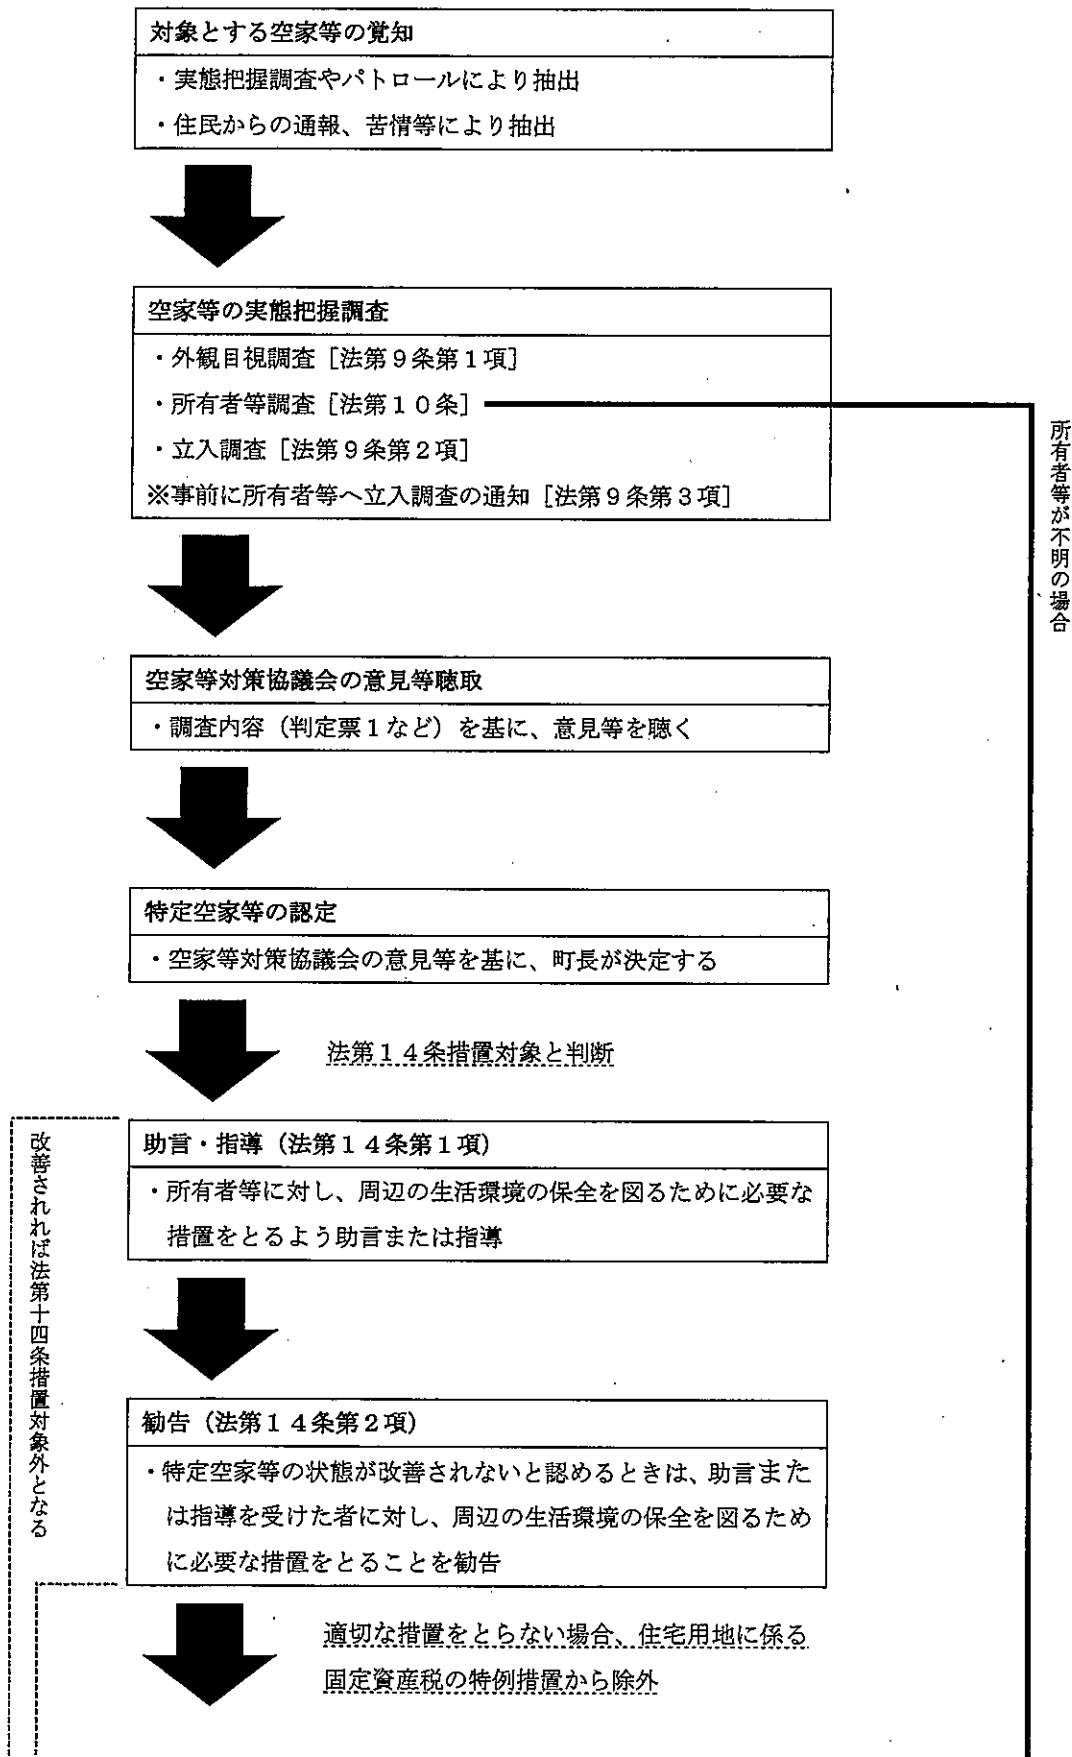 対象とする空家等の覚知
・実態把握調査やパトロールにより抽出
・住民からの通報、苦情等により抽出
空家等の実態把握調査
・外観目視調査［法第９条第１項］
・所有者等調査［法第１０条］
・立入調査［法第９条第２項］
※事前に所有者等へ立入調査の通知［法第９条第３項］
所有者等が不明の場合
空家等対策協議会の意見等聴取
・調査内容（判定票１など）を基に、意見等を聴く
特定空家等の認定
・空家等対策協議会の意見等を基に、町長が決定する
法第１４条措置対象と判断
助言・指導（法第１４条第１項）
・所有者等に対し、周辺の生活環境の保全を図るために必要な
措置をとるよう助言または指導
改善されれば法第十四条措置対象外となる
勧告（法第１４条第２項）
・特定空家等の状態が改善されないと認めるときは、助言また
は指導を受けた者に対し、周辺の生活環境の保全を図るため
に必要な措置をとることを勧告
適切な措置をとらない場合、住宅用地に係る
固定資産税の特例措置から除外